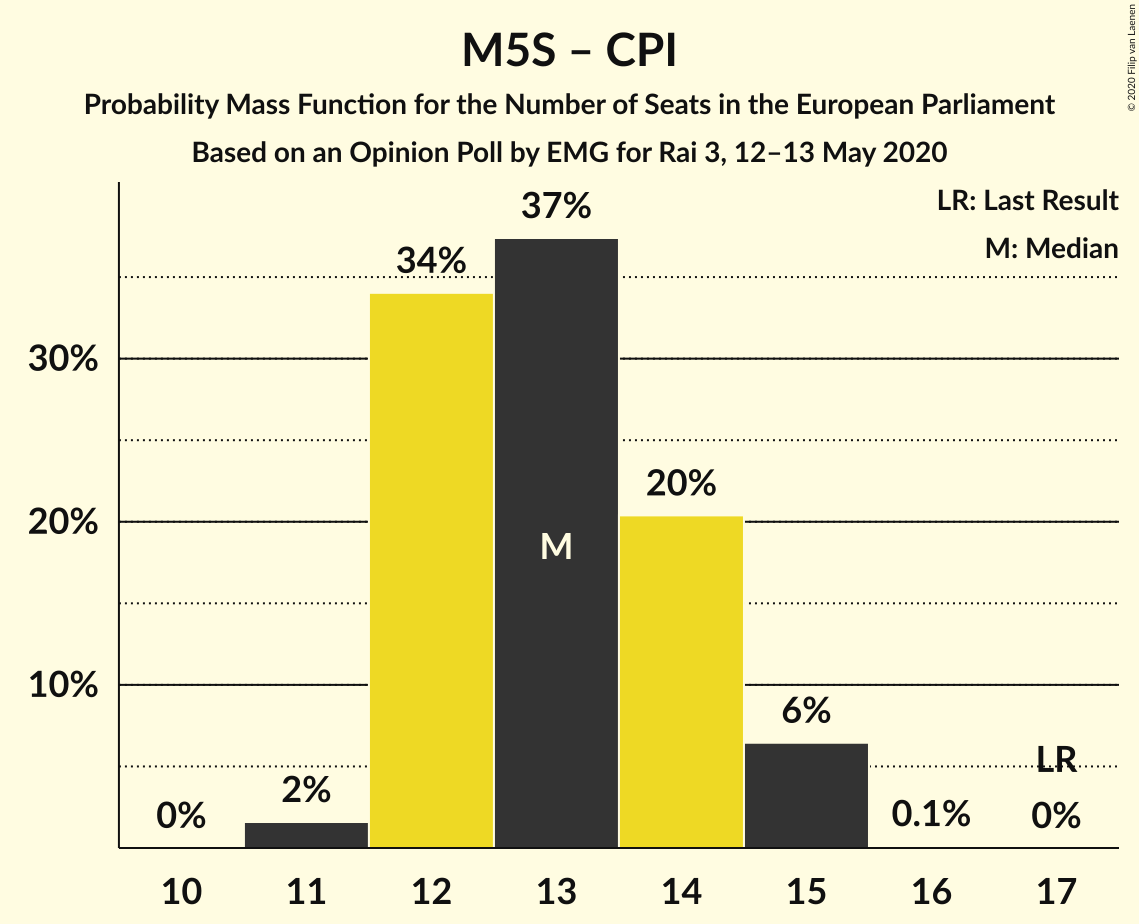 M5S – CPI
Probability Mass Function for the Number of Seats in the European Parliament
Based on an Opinion Poll by EMG for Rai 3, 12–13 May 2020
© 2020 Filip van Laenen
LR: Last Result
M: Median
37%
34%
30%
20%
M
20%
10%
6%
LR
2%
0%
0.1%
0%
10 11 12 13 14 15 16 17